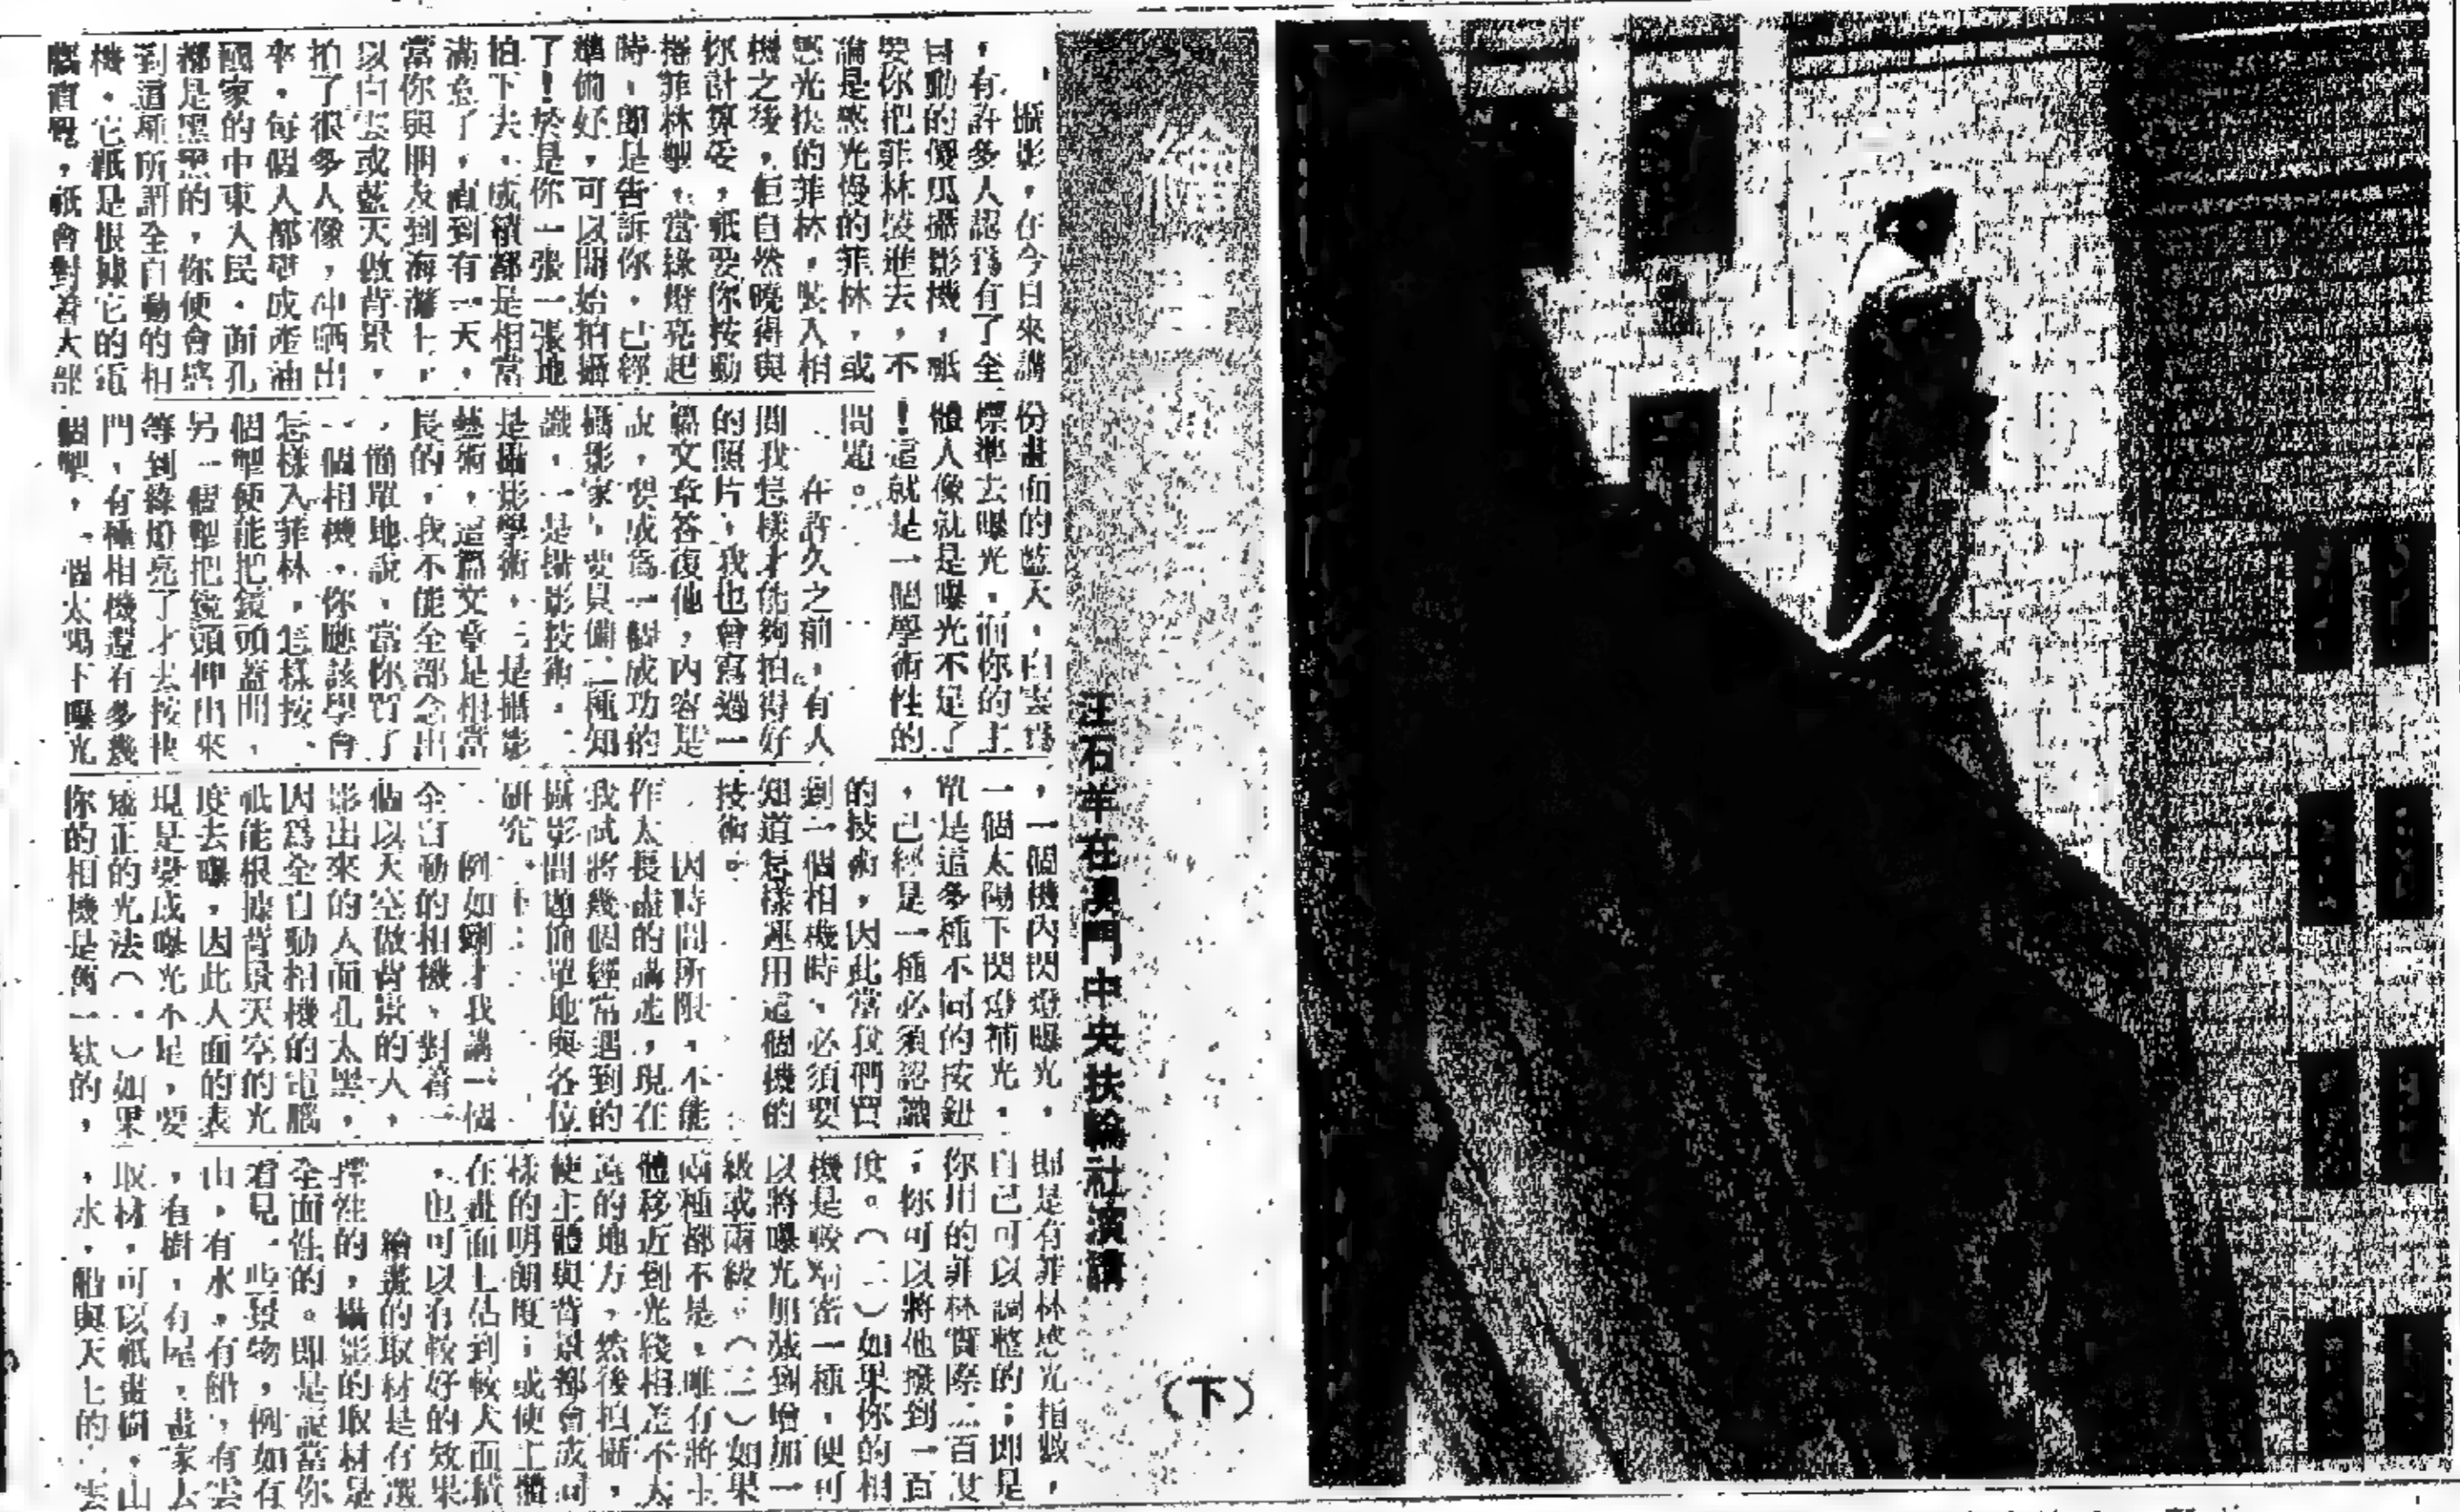 汪石羊在澳門中央扶輪社演講
（下）
攝影，在今日來講
，有許多人認爲有了全
自動的傻瓜攝影機，祇
要你把菲林裝進去，不
論是感光慢的菲林，或
感光快的菲林，裝入相
機之後，但自然曉得與
你計算妥，祇要你按動
捲菲林掣，當綠燈亮起
時，卽是告訴你，已經
準備好，可以開始拍攝
了！於是你一張一張地
拍下去，成績都是相當
滿意了，直到有一天，
當你與朋友到海灘上，
以白雲或藍天做背景，
拍了很多人像，冲晒出
來，每個人都變成產油
國家的中東人民，面孔
都是黑黑的，你便會感
到這種所謂全自動的相
機，它祇是根據它的電
腦直覺，祇會對着大部
份畫面的藍天，白雲爲
標準去曝光，而你的主
體人像就是曝光不足了
！這就是一個學術性的
問題。
在許久之前，有人
問我怎樣才能夠拍得好
的照片，我也曾寫過一
篇文章答復他，內容是
說，要成爲一個成功的
攝影家，要具備二種知
識，一是攝影技術，二
是攝影學術，
藝術，這篇文章是相當
長的，我不能全部念出
，簡單地說，當你買了
一個相機，你應該學會
怎樣入菲林，怎樣按、
個掣便能把鏡頭蓋開，
另一個掣把鏡頭伸出來
等到綠燈亮了才去按快
門，有種相機還有多幾
個掣，一個太陽下曝光
，一個機內閃燈曝光，
一個太陽下閃燈補光，
單是這多種不同的按鈕
，已經是一種必須認識
的技術，因此當我們買
到一個相機時，必須要
知道怎樣運用這個機的
技術。
因時間所限，不能
作太長盡的講述，現在
我試將幾個經常遇到的
攝影問題簡單地與各位
研究。
例如剛才我講一個
全自動的相機，對着一
個以天空做背景的人，
影出來的人面孔太黑，
因爲全自動相機的電腦
祇能根據背景天空的光
度去曝，因此人面的表
現是變成曝光不足，要
矯正的光法（一）如果
你的相機是舊一欵的，
卽是有菲林感光指數，
自己可以調整的；卽是
你用的菲林實際二百度
，你可以將他撥到一百
度。（二）如果你的相
機是較精密一種，便可
以將曝光加減到增加一
級或兩級。（三）如果
兩種都不是，唯有將主
體移近到光綫相差不太
遠的地方，然後拍攝，
使主體與背景都會成同
樣的明朗度；或使主體
在畫面上佔到較大面積
，也可以有較好的效果
繪畫的取材是有選
擇性的，攝影的取材是
全面性的。卽是說當你
看見一些景物，例如有
山，有水，有船，有雲
，有樹，有屋，畫家去
取材，可以祇畫樹，山
，水，船與天上的雲